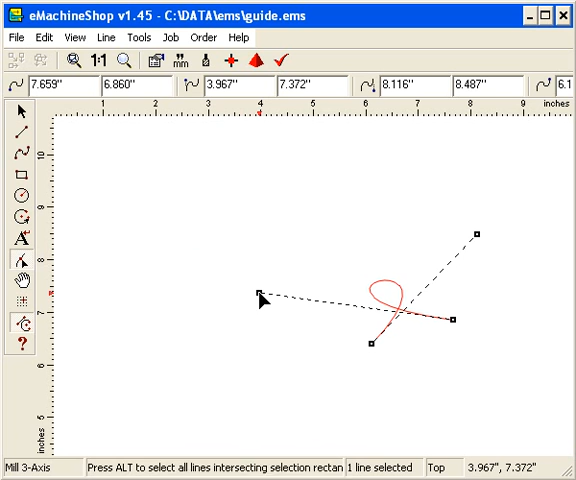 eMachineShop v1.45 - C:\DATA\ems\guide.ems
File Edit View Line Tools Job Order Help
1:1
7.659" 6.860" 3.967" 7.372" 8.116" 8.487" 6.1
1 2 3 4 5 6 7 8 9 inches
10
9
8
7
6
5
inches
A
?
Mill 3-Axis Press ALT to select all lines intersecting selection rectan 1 line selected Top 3.967", 7.372"